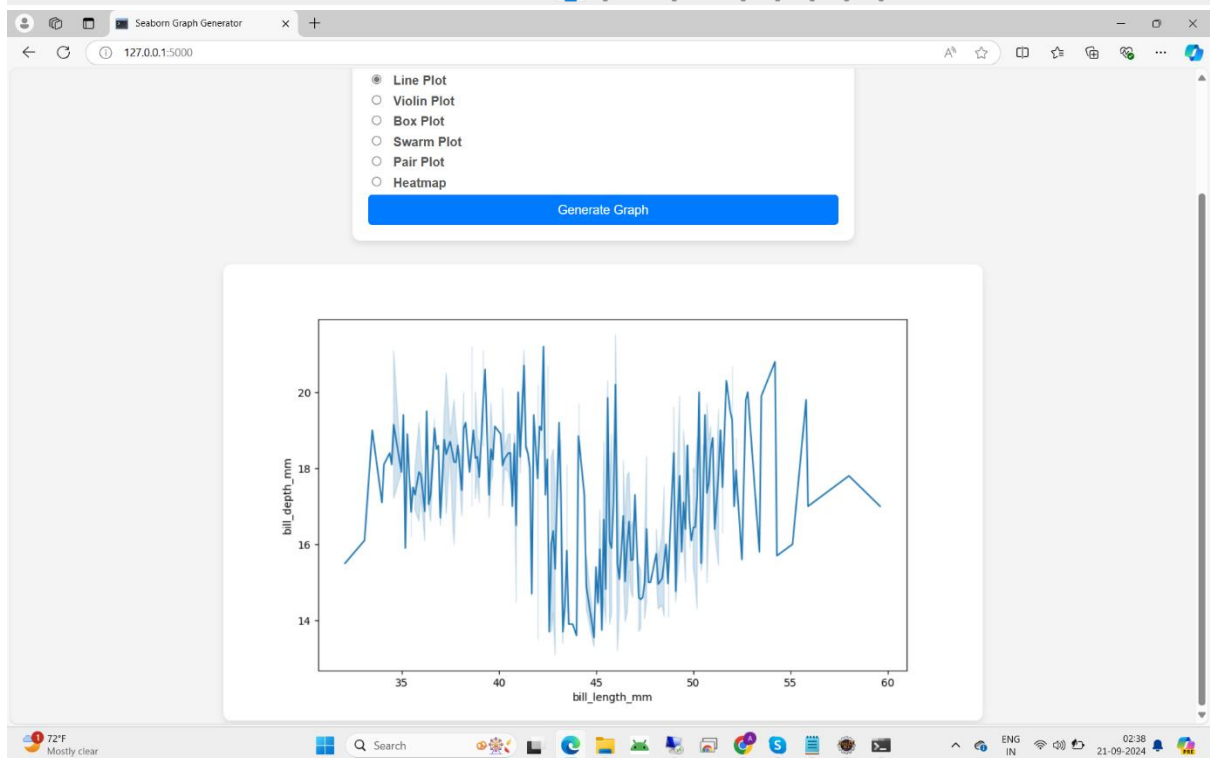 Seaborn Graph Generator
127.0.0.1:5000
Line Plot
Violin Plot
Box Plot
Swarm Plot
Pair Plot
Heatmap
Generate Graph
20
18
16
14
bill_depth_mm
35 40 45 50 55 60
bill_length_mm
1 72°F
Mostly clear
Search
ENG
IN
02:38
21-09-2024